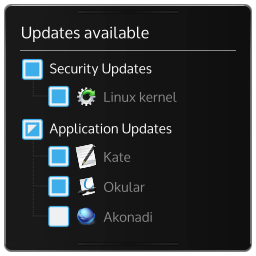 Updates available
Security Updates
Linux kernel
Application Updates
Kate
Okular
Akonadi